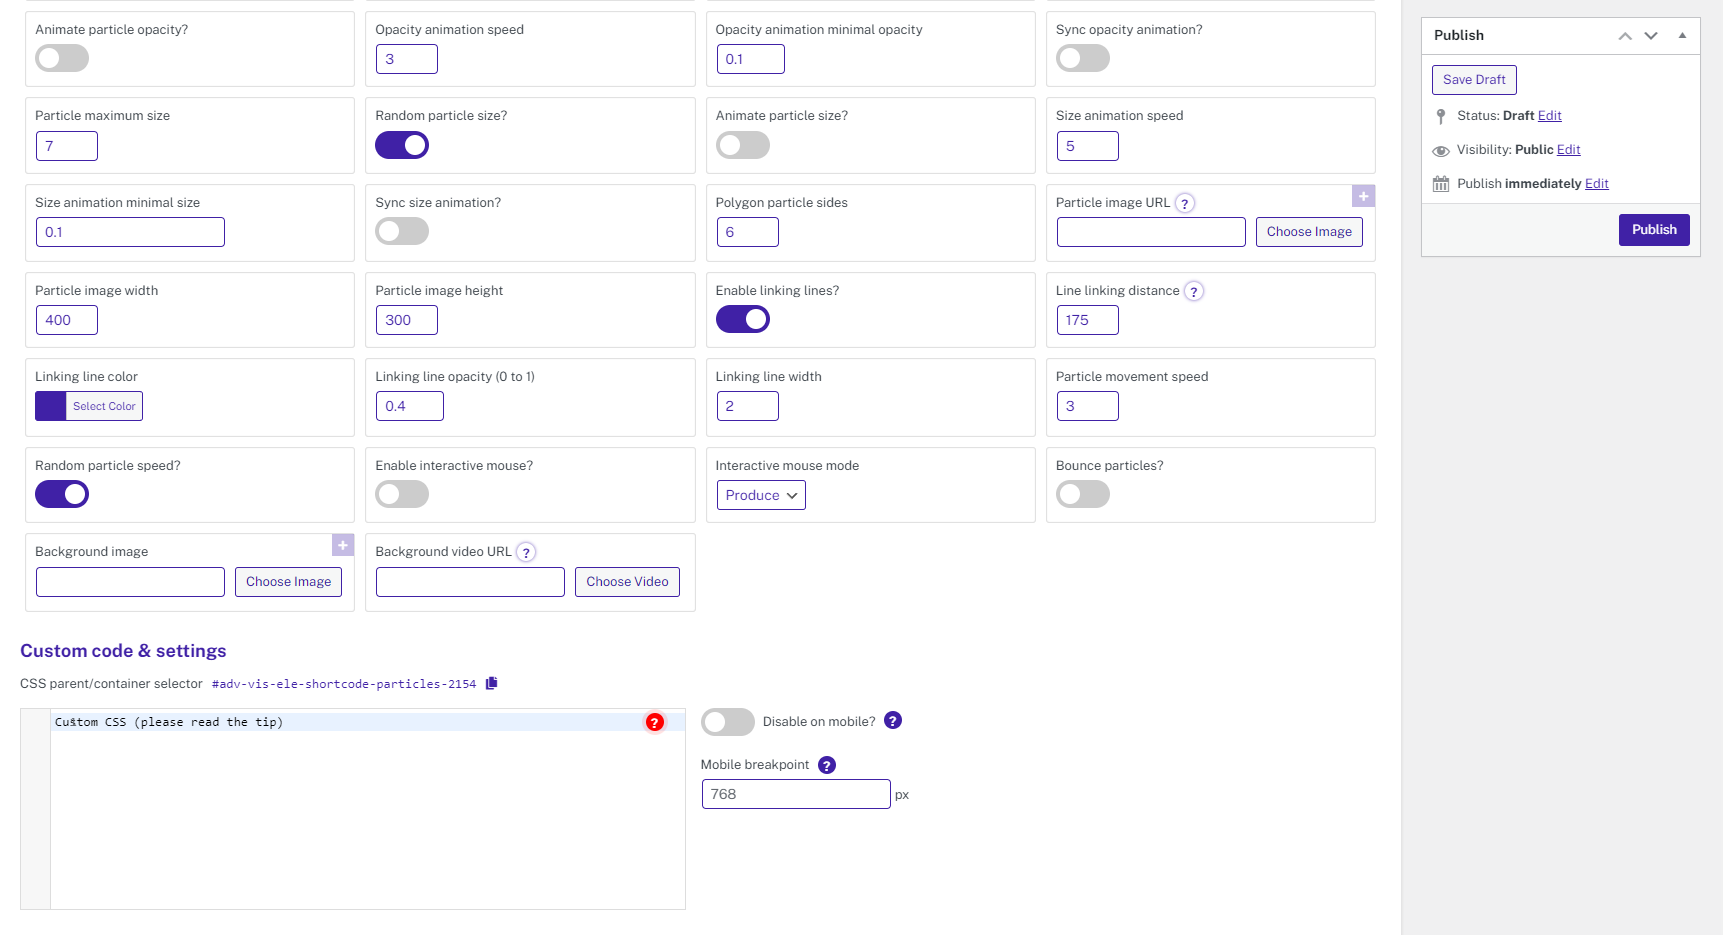 Animate particle opacity?
Opacity animation speed
Opacity animation minimal opacity
Sync opacity animation?
3
0.1
Particle maximum size
Random particle size?
Animate particle size?
Size animation speed
7
5
Size animation minimal size
Sync size animation?
Polygon particle sides
Particle image URL ?
+
0.1
6
Choose Image
Particle image width
Particle image height
Enable linking lines?
Line linking distance ?
400
300
175
Linking line color
Linking line opacity (0 to 1)
Linking line width
Particle movement speed
Select Color
0.4
2
3
Random particle speed?
Enable interactive mouse?
Interactive mouse mode
Bounce particles?
Produce
Background image
+
Background video URL ?
Choose Image
Choose Video
Custom code & settings
CSS parent/container selector #adv-vis-ele-shortcode-particles-2154
Custom CSS (please read the tip)
?
Disable on mobile? ?
Mobile breakpoint ?
768 px
Publish
Save Draft
Status: Draft Edit
Visibility: Public Edit
Publish immediately Edit
Publish